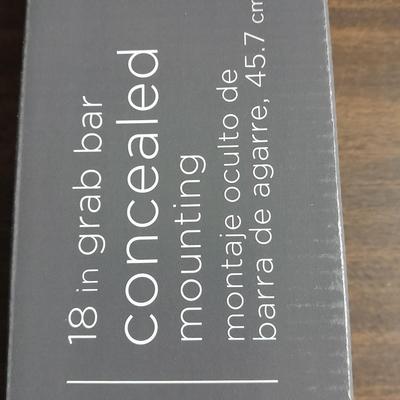 18 in grab bar
concealed
mounting
montaje oculto de
barra de agarre, 45.7 cm